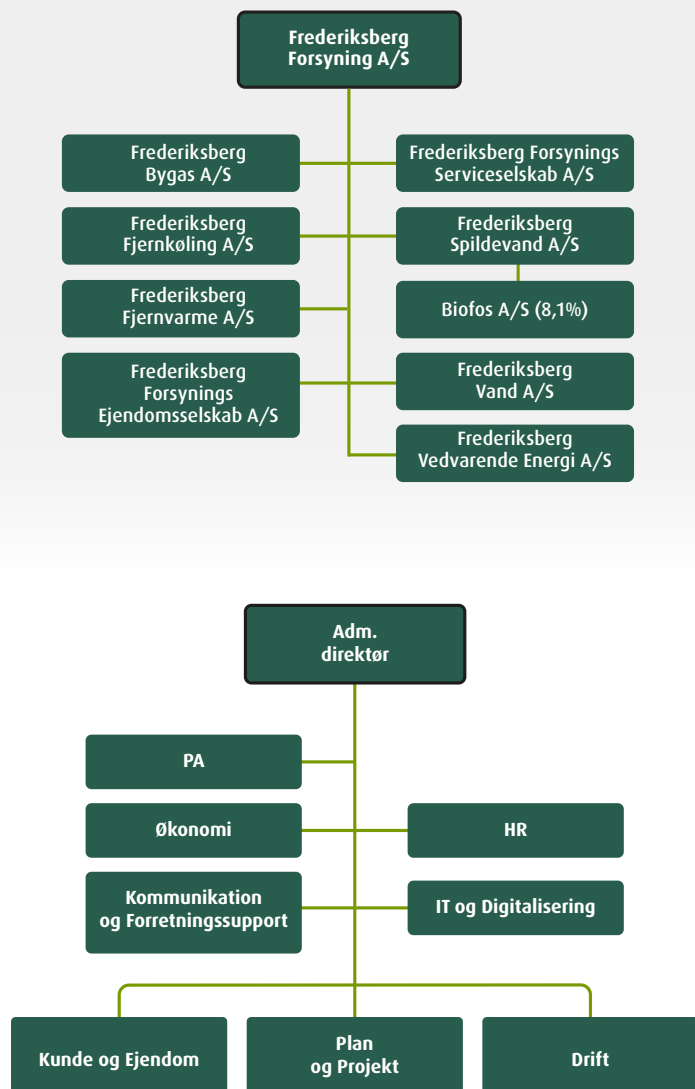 Frederiksberg
Forsyning A/S
Frederiksberg
Bygas A/S
Frederiksberg Forsynings
Serviceselskab A/S
Frederiksberg
Fjernkøling A/S
Frederiksberg
Spildevand A/S
Frederiksberg
Fjernvarme A/S
Biofos A/S (8,1%)
Frederiksberg
Forsynings
Ejendomsselskab A/S
Frederiksberg
Vand A/S
Frederiksberg
Vedvarende Energi A/S
Adm.
direktør
PA
Økonomi
HR
Kommunikation
og Forretningssupport
IT og Digitalisering
Kunde og Ejendom
Plan
og Projekt
Drift